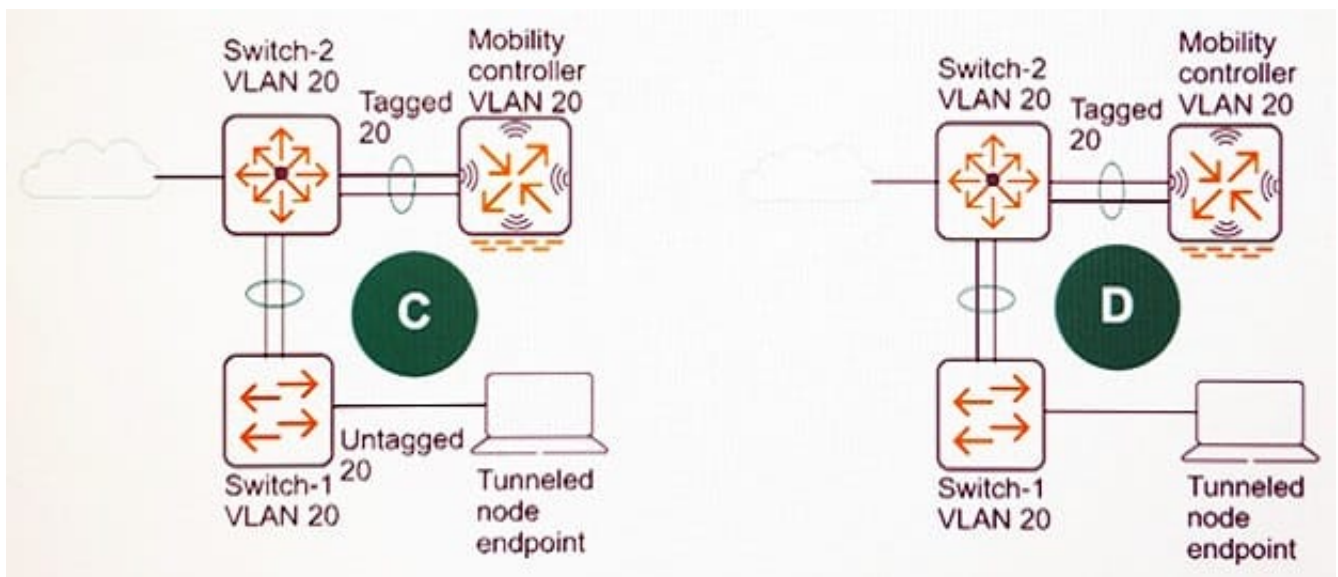 Switch-2
VLAN 20
Tagged
20
Mobility
controller
VLAN 20
C
Untagged
20
Switch-1
VLAN 20
Tunneled
node
endpoint
Switch-2
VLAN 20
Tagged
20
Mobility
controller
VLAN 20
D
Switch-1
VLAN 20
Tunneled
node
endpoint